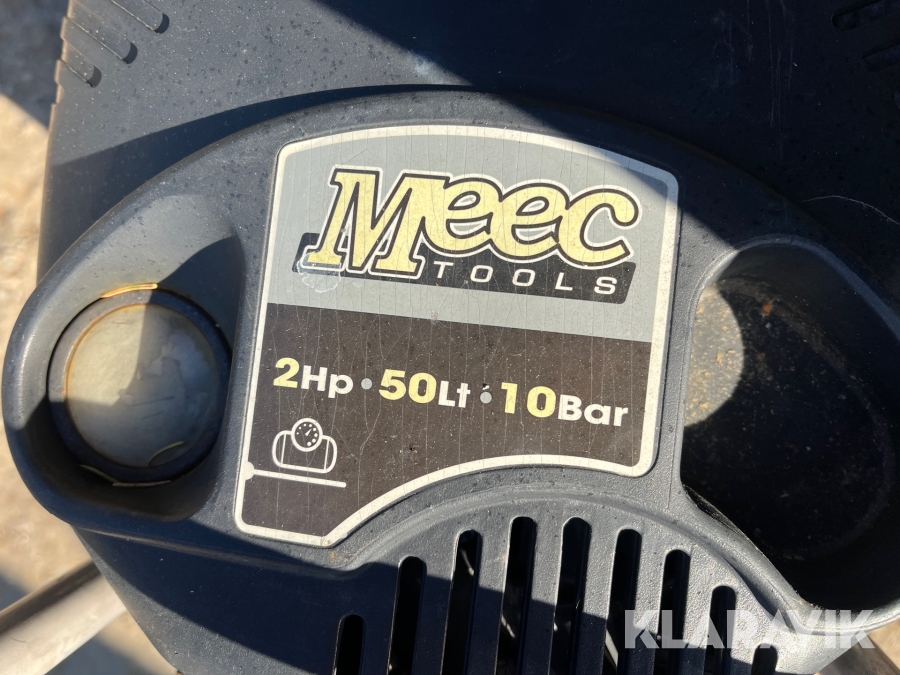 Meec
TOOLS
2Hp • 50Lt • 10Bar
KLARAVIK